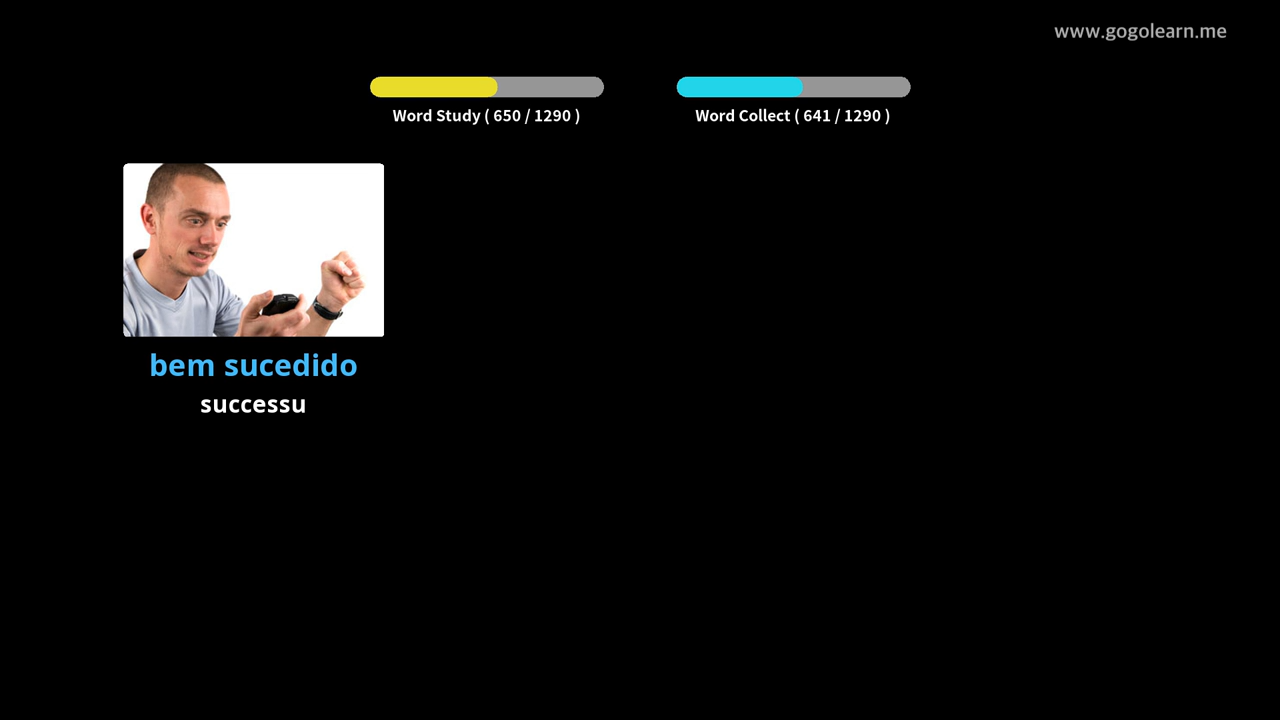 www.gogolearn.me
Word Study ( 650 / 1290 )
Word Collect ( 641 / 1290 )
bem sucedido
successu